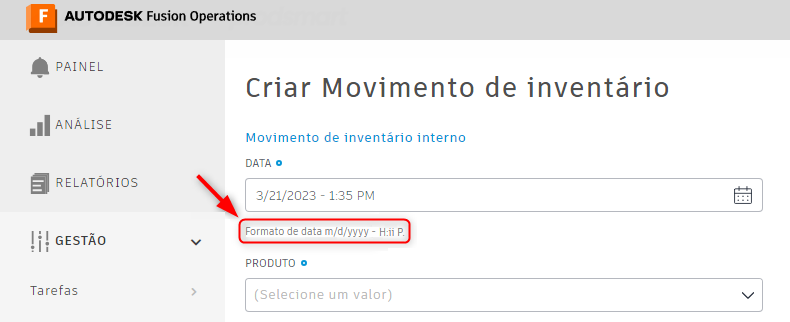 F AUTODESK Fusion Operations
PAINEL
ANÁLISE
RELATÓRIOS
GESTÃO
Tarefas
Criar Movimento de inventário
Movimento de inventário interno
DATA
3/21/2023 - 1:35 PM
Formato de data m/d/yyyy - H:ii P.
PRODUTO
(Selecione um valor)